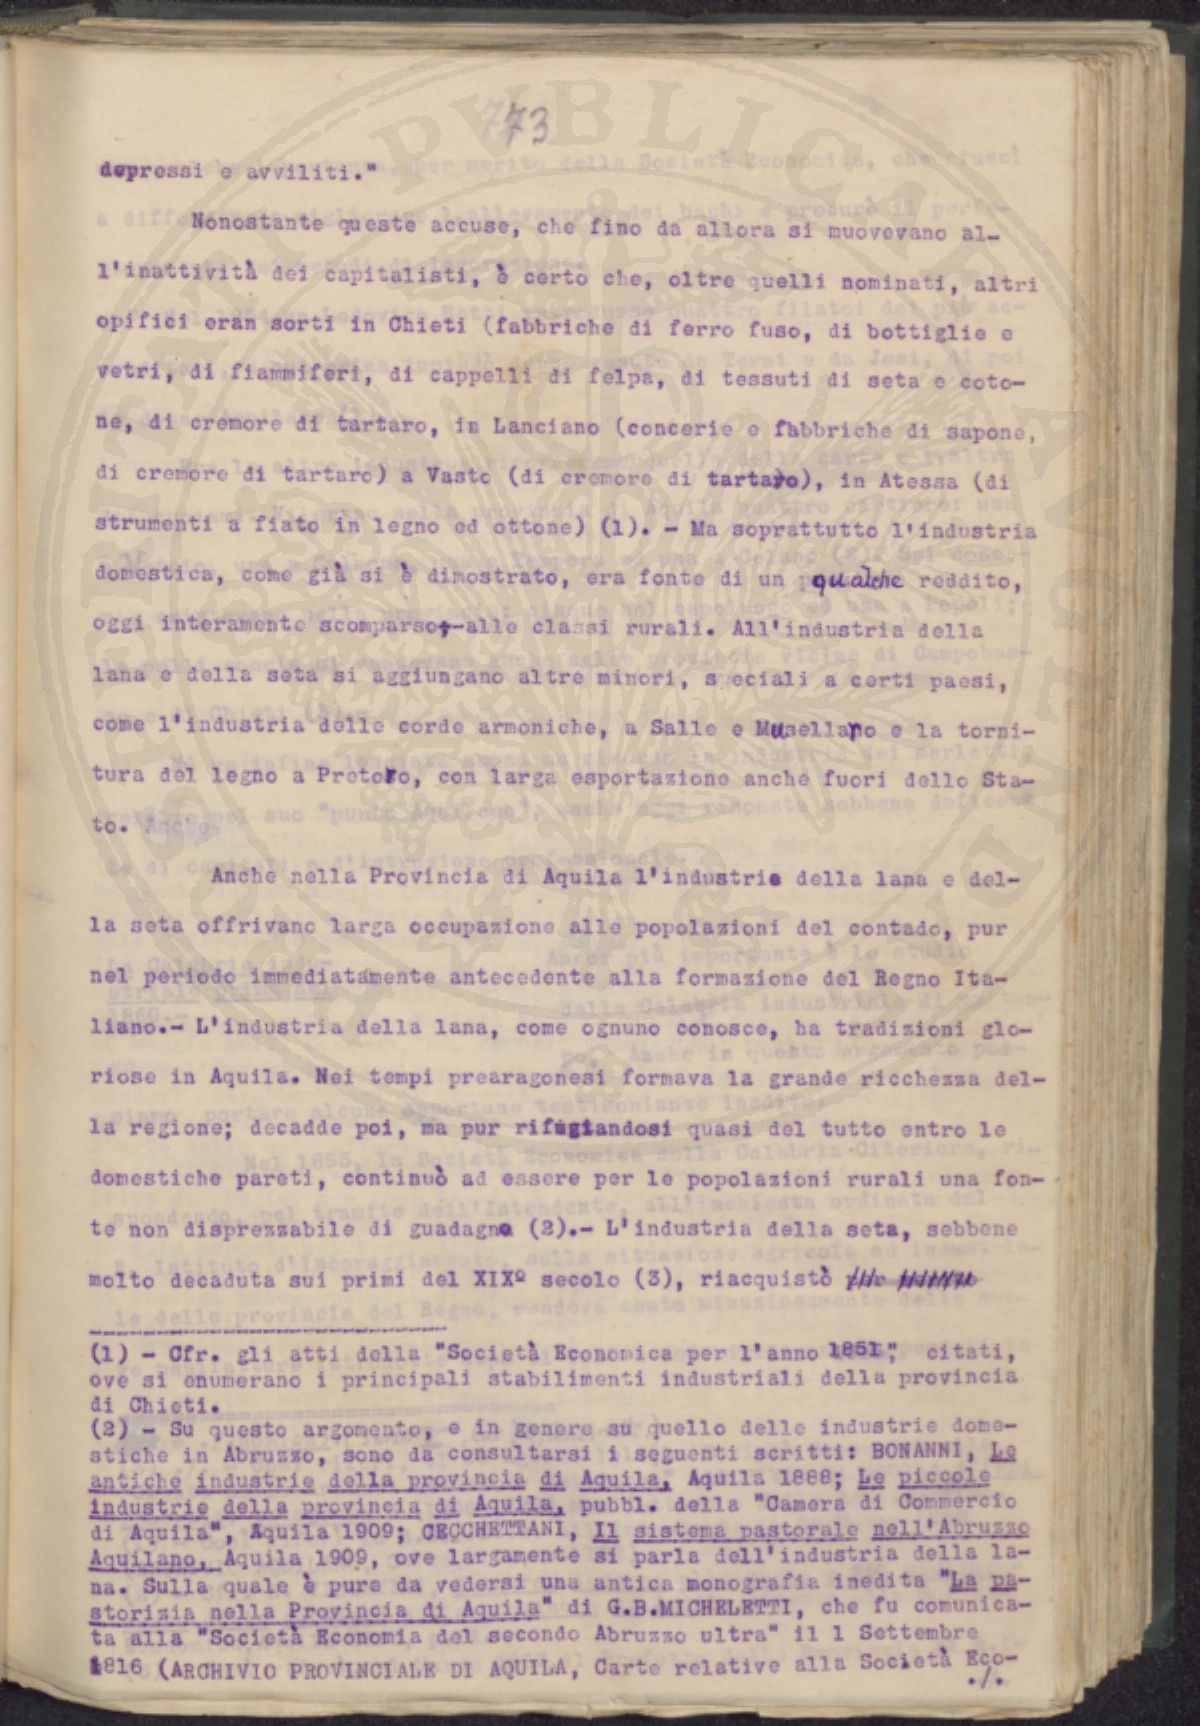 773
depressi e avviliti."
Nonostante queste accuse, che fino da allora si muovevano al-
l'inattività dei capitalisti, è certo che, oltre quelli nominati, altri
opifici eran sorti in Chieti (fabbriche di ferro fuso, di bottiglie e
vetri, di fiammiferi, di cappelli di felpa, di tessuti di seta e coto-
ne, di cremore di tartaro, in Lanciano (concerie e fabbriche di sapone,
di cremore di tartaro) a Vasto (di cremore di tartaro), in Atessa (di
strumenti a fiato in legno ed ottone) (1). - Ma soprattutto l'industria
domestica, come già si è dimostrato, era fonte di un qualche reddito,
oggi interamente scomparso,-alle classi rurali. All'industria della
lana e della seta si aggiungano altre minori, s eciali a certi paesi,
come l'industria delle corde armoniche, a Salle e Musellaro e la torni-
tura del legno a Pretoro, con larga esportazione anche fuori dello Sta-
to. Anche
Anche nella Provincia di Aquila l'industria della lana e del-
la seta offrivano larga occupazione alle popolazioni del contado, pur
nel periodo immediatamente antecedente alla formazione del Regno Ita-
liano.- L'industria della lana, come ognuno conosce, ha tradizioni glo-
riose in Aquila. Nei tempi prearagonesi formava la grande ricchezza del-
la regione; decadde poi, ma pur rifugiandosi quasi del tutto entro le
domestiche pareti, continuò ad essere per le popolazioni rurali una fon-
te non disprezzabile di guadagno (2).- L'industria della seta, sebbene
molto decaduta sui primi del XIXº secolo (3), riacquistò
(1) - Cfr. gli atti della "Società Economica per l'anno 1851", citati,
ove si enumerano i principali stabilimenti industriali della provincia
di Chieti.
(2) - Su questo argomento, e in genere su quello delle industrie dome-
stiche in Abruzzo, sono da consultarsi i seguenti scritti: BONANNI, Le
antiche industrie della provincia di Aquila, Aquila 1888; Le piccole
industrie della provincia di Aquila, pubbl. della "Camera di Commercio
di Aquila", Aquila 1909; CECCHETTANI, Il sistema pastorale nell'Abruzzo
Aquilano, Aquila 1909, ove largamente si parla dell'industria della la-
na. Sulla quale è pure da vedersi una antica monografia inedita "La pa-
storizia nella Provincia di Aquila" di G.B.MICHELETTI, che fu comunica-
ta alla "Società Economia del secondo Abruzzo ultra" il 1 Settembre
1816 (ARCHIVIO PROVINCIALE DI AQUILA, Carte relative alla Società Eco-
./.